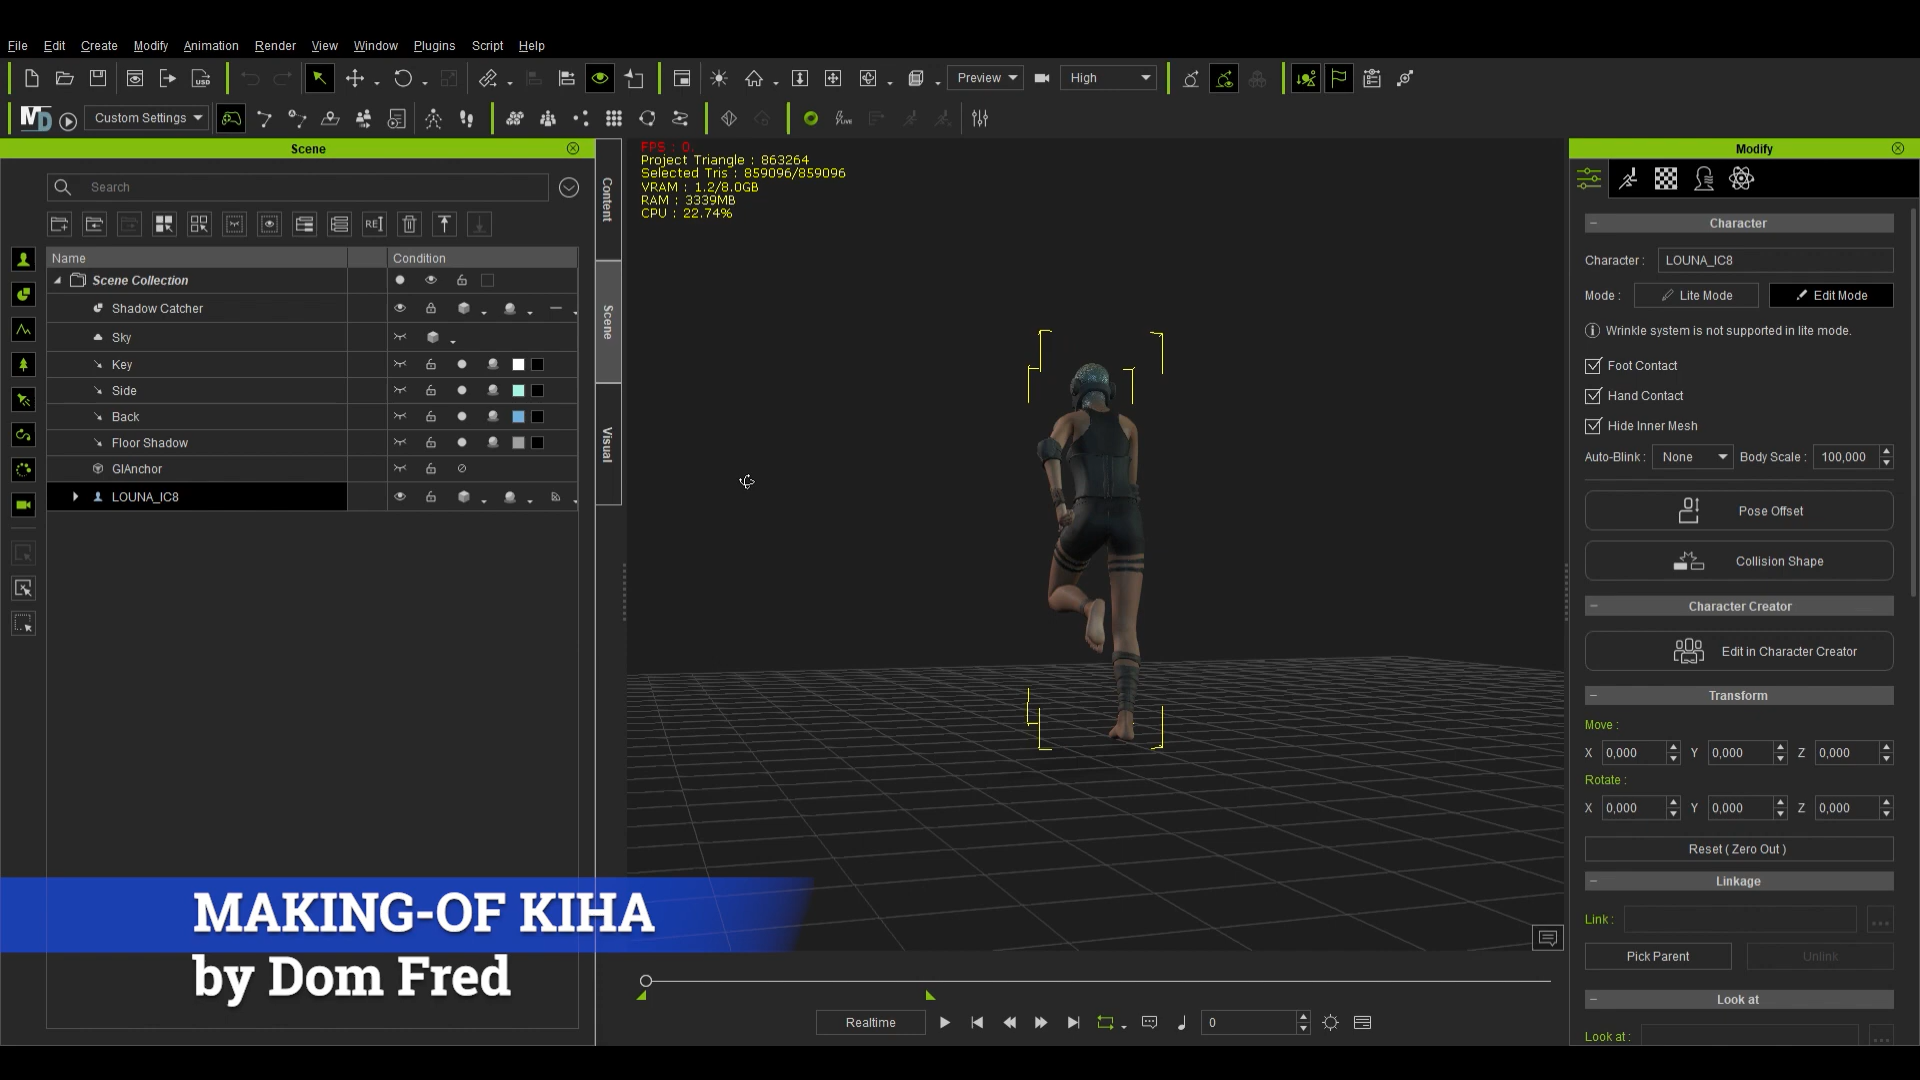 File Edit Create Modify Animation Render View Window Plugins Script Help
USD
Preview High
MD Custom Settings LIVE
Scene
Search
RE
Name Condition
Scene Collection
Shadow Catcher
Sky
Key
Side
Back
Floor Shadow
GIAnchor
LOUNA_IC8
Content
Scene
Visual
FPS : 0.
Project Triangle : 863264
Selected Tris : 859096/859096
VRAM : 1.2/8.0GB
RAM : 3339MB
CPU : 22.74%
Modify
Character
Character : LOUNA_IC8
Mode : Lite Mode Edit Mode
Wrinkle system is not supported in lite mode.
Foot Contact
Hand Contact
Hide Inner Mesh
Auto-Blink : None Body Scale : 100,000
Pose Offset
Collision Shape
Character Creator
Edit in Character Creator
Transform
Move :
X 0,000 Y 0,000 Z 0,000
Rotate :
X 0,000 Y 0,000 Z 0,000
Reset ( Zero Out )
Linkage
Link : ...
Pick Parent Unlink
Look at
Look at : ...
MAKING-OF KIHA
by Dom Fred
Realtime 0